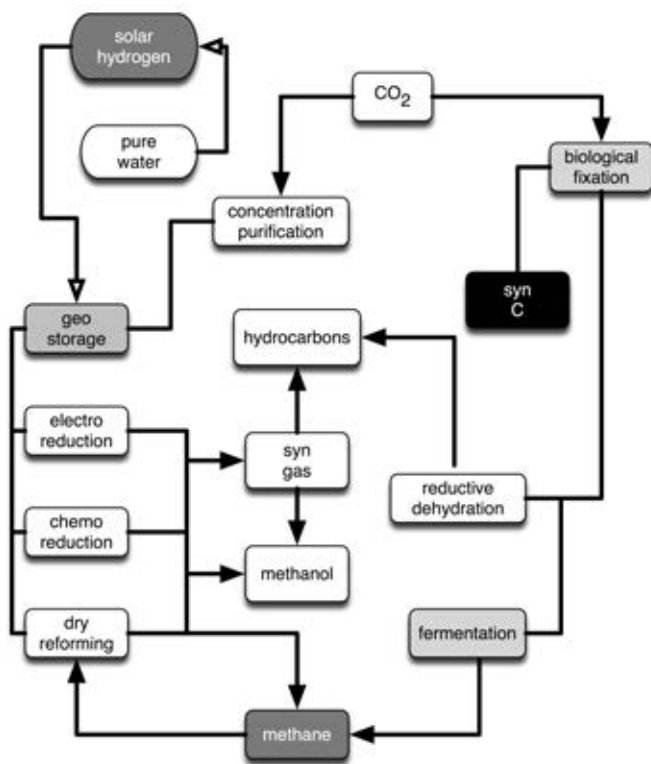 solar
hydrogen
CO2
pure
water
biological
fixation
concentration
purification
syn
C
geo
storage
hydrocarbons
electro
reduction
syn
gas
reductive
dehydration
chemo
reduction
methanol
dry
reforming
fermentation
methane